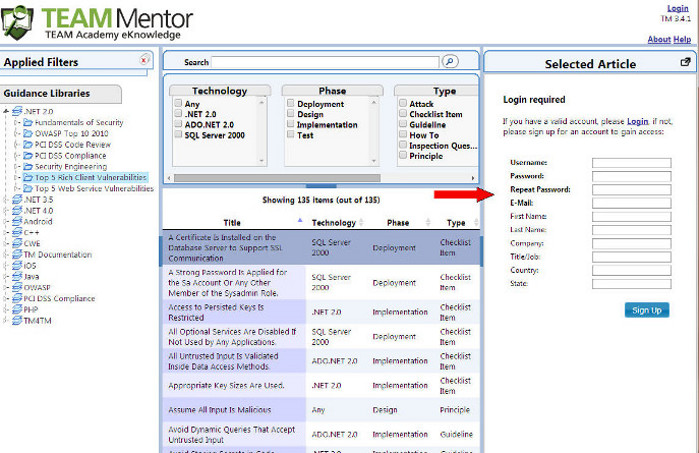 TEAM Mentor
TEAM Academy eKnowledge
Login
TM 3.4.1
About Help
Applied Filters
Guidance Libraries
.NET 2.0
Fundamentals of Security
OWASP Top 10 2010
PCI DSS Code Review
PCI DSS Compliance
Security Engineering
Top 5 Rich Client Vulnerabilities
Top 5 Web Service Vulnerabilities
.NET 3.5
.NET 4.0
Android
C++
CWE
TM Documentation
iOS
Java
OWASP
PCI DSS Compliance
PHP
TM4TM
Search
Technology
Any
.NET 2.0
ADO.NET 2.0
SQL Server 2000
Phase
Deployment
Design
Implementation
Test
Type
Attack
Checklist Item
Guideline
How To
Inspection Ques...
Principle
Showing 135 items (out of 135)
Title Technology Phase Type
A Certificate is Installed on the
Database Server to Support SSL
Communication
SQL Server
2000
Deployment
Checklist
Item
A Strong Password Is Applied for
the Sa Account Or Any Other
Member of the Sysadmin Role.
SQL Server
2000
Deployment
Checklist
Item
Access to Persisted Keys Is
Restricted
.NET 2.0
Implementation
Checklist
Item
All Optional Services are Disabled If
Not Used by Any Applications.
SQL Server
2000
Deployment
Checklist
Item
All Untrusted Input Is Validated
Inside Data Access Methods.
ADO.NET 2.0
Implementation
Checklist
Item
Appropriate Key Sizes Are Used.
.NET 2.0
Implementation
Checklist
Item
Assume All Input Is Malicious
Any
Design
Principle
Avoid Dynamic Queries That Accept
Untrusted Input
ADO.NET 2.0
Implementation
Guideline
Selected Article
Login required
If you have a valid account, please Login, if not,
please sign up for an account to gain access:
Username:
Password:
Repeat Password:
E-Mail:
First Name:
Last Name:
Company:
Title/Job:
Country:
State:
Sign Up